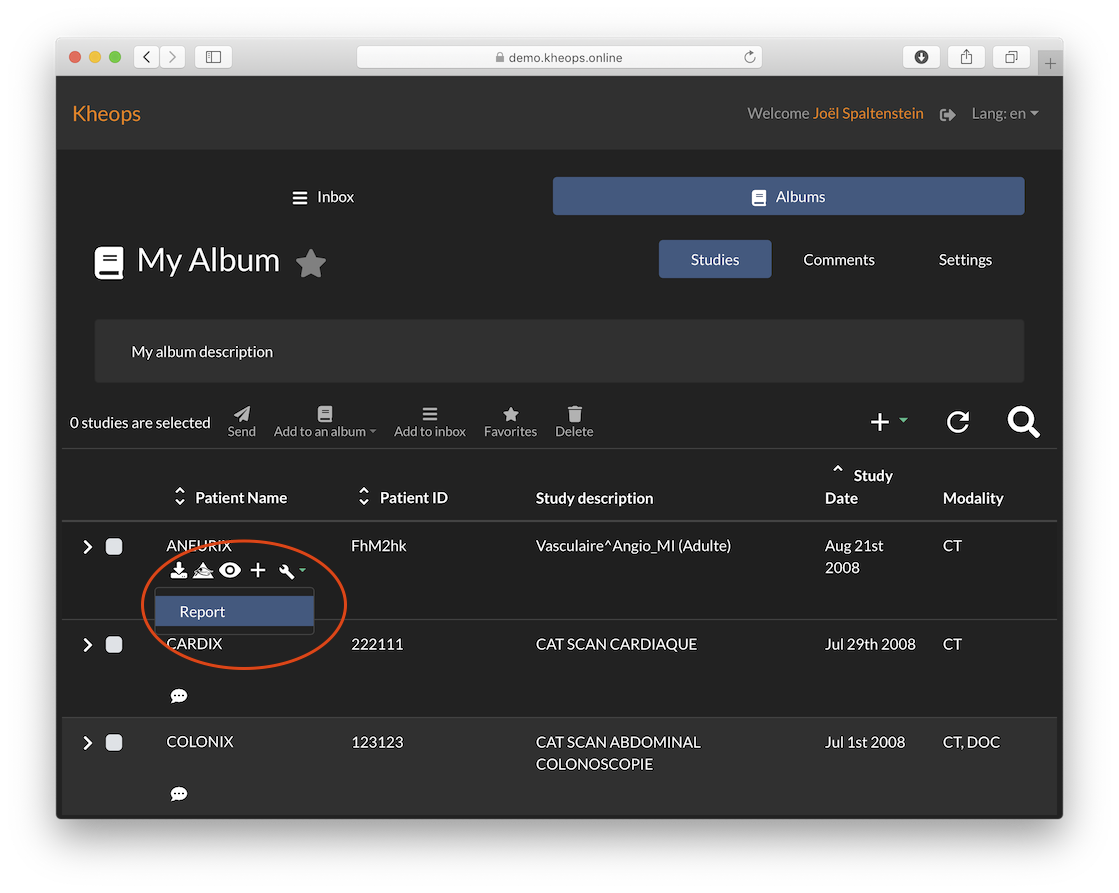 demo.kheops.online
Kheops
Welcome Joël Spaltenstein Lang: en
Inbox
Albums
My Album
Studies Comments Settings
My album description
0 studies are selected
Send Add to an album Add to inbox Favorites Delete
Patient Name Patient ID Study description Study Date Modality
ANEURIX FhM2hk Vasculaire^Angio_MI (Adulte) Aug 21st 2008 CT
Report
CARDIX 222111 CAT SCAN CARDIAQUE Jul 29th 2008 CT
COLONIX 123123 CAT SCAN ABDOMINAL COLONOSCOPIE Jul 1st 2008 CT, DOC